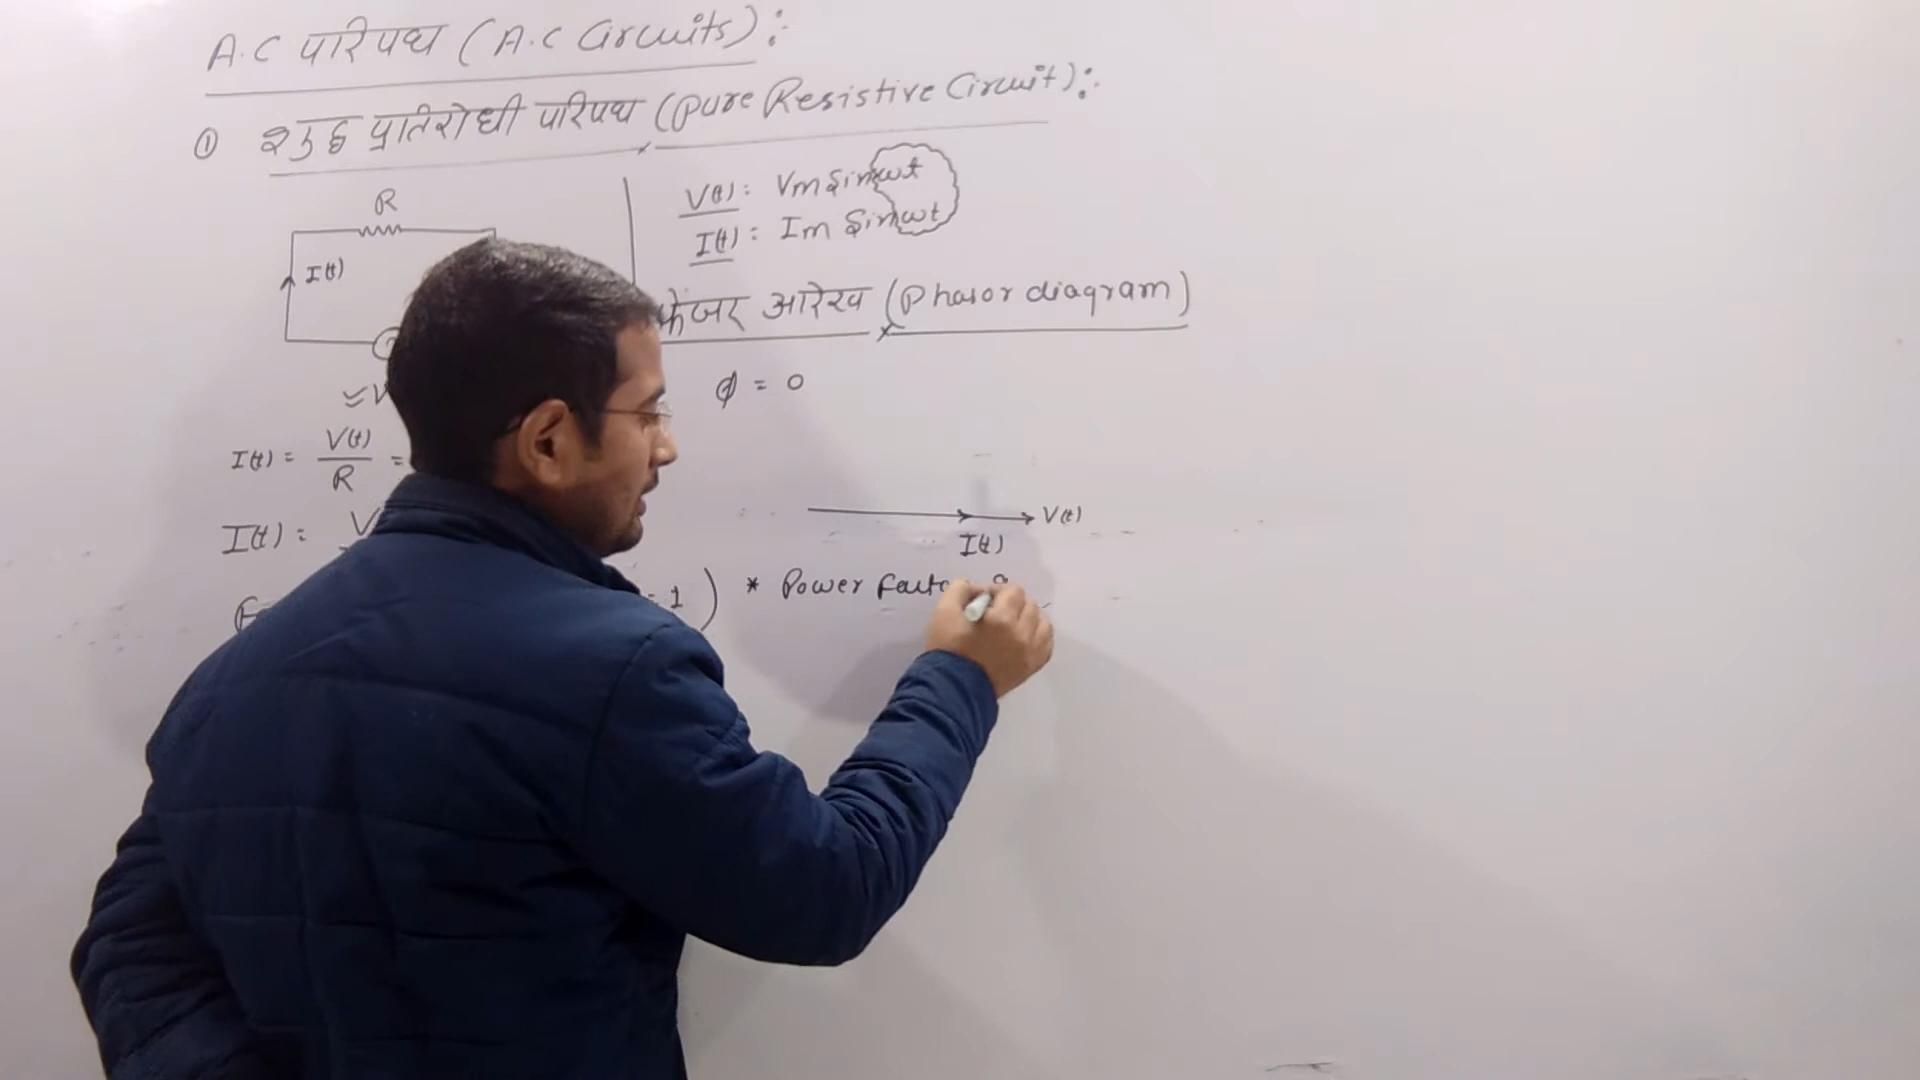 A.C परिपथ (A.C Circuits):
① शुद्ध प्रतिरोधी परिपथ (Pure Resistive Circuit):
R
I(t)
V(t) = Vm Sinωt
I(t) = Im Sinωt
फेजर आरेख (Phasor diagram)
ϕ = 0
I(t) = V(t)/R =
I(t) = V
V(t)
I(t)
= 1) * Power Facto